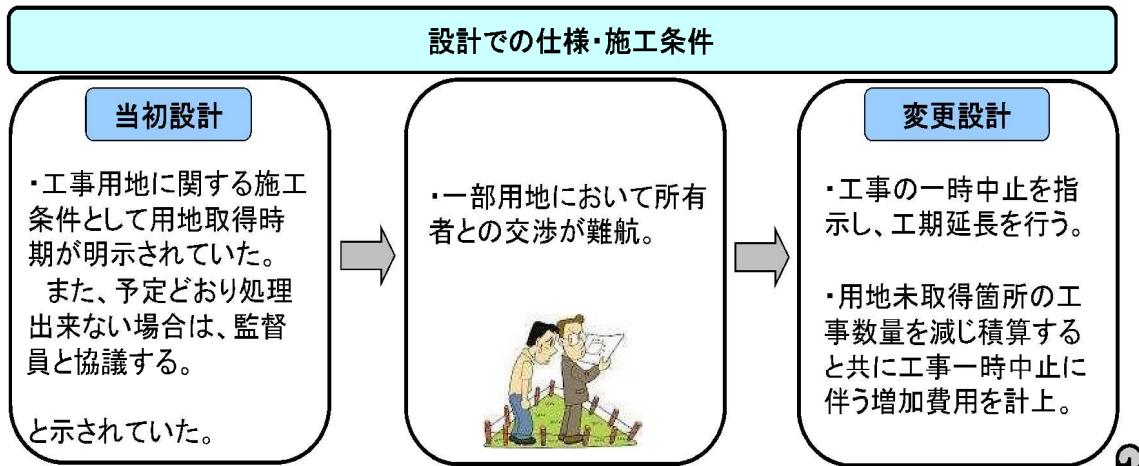 設計での仕様・施工条件
当初設計
・工事用地に関する施工
条件として用地取得時
期が明示されていた。
また、予定どおり処理
出来ない場合は、監督
員と協議する。
と示されていた。
・一部用地において所有
者との交渉が難航。
変更設計
・工事の一時中止を指
示し、工期延長を行う。
・用地未取得箇所の工
事数量を減じ積算する
と共に工事一時中止に
伴う増加費用を計上。